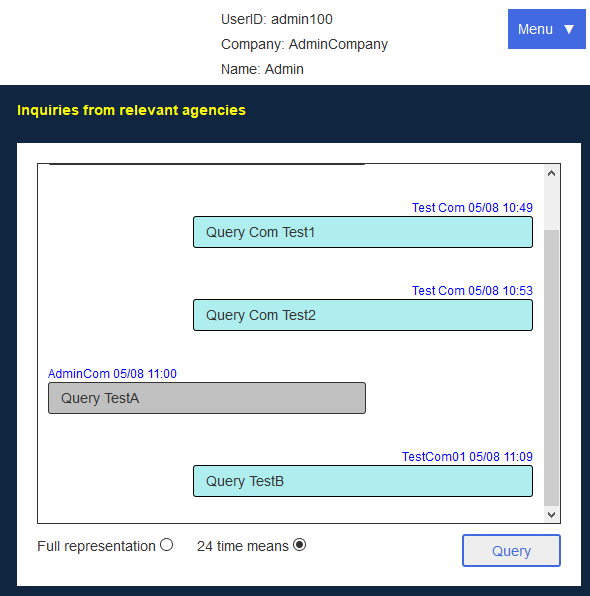 UserID: admin100
Company: AdminCompany
Name: Admin
Menu ▼
Inquiries from relevant agencies
Test Com 05/08 10:49
Query Com Test1
Test Com 05/08 10:53
Query Com Test2
AdminCom 05/08 11:00
Query TestA
TestCom01 05/08 11:09
Query TestB
Full representation 24 time means
Query